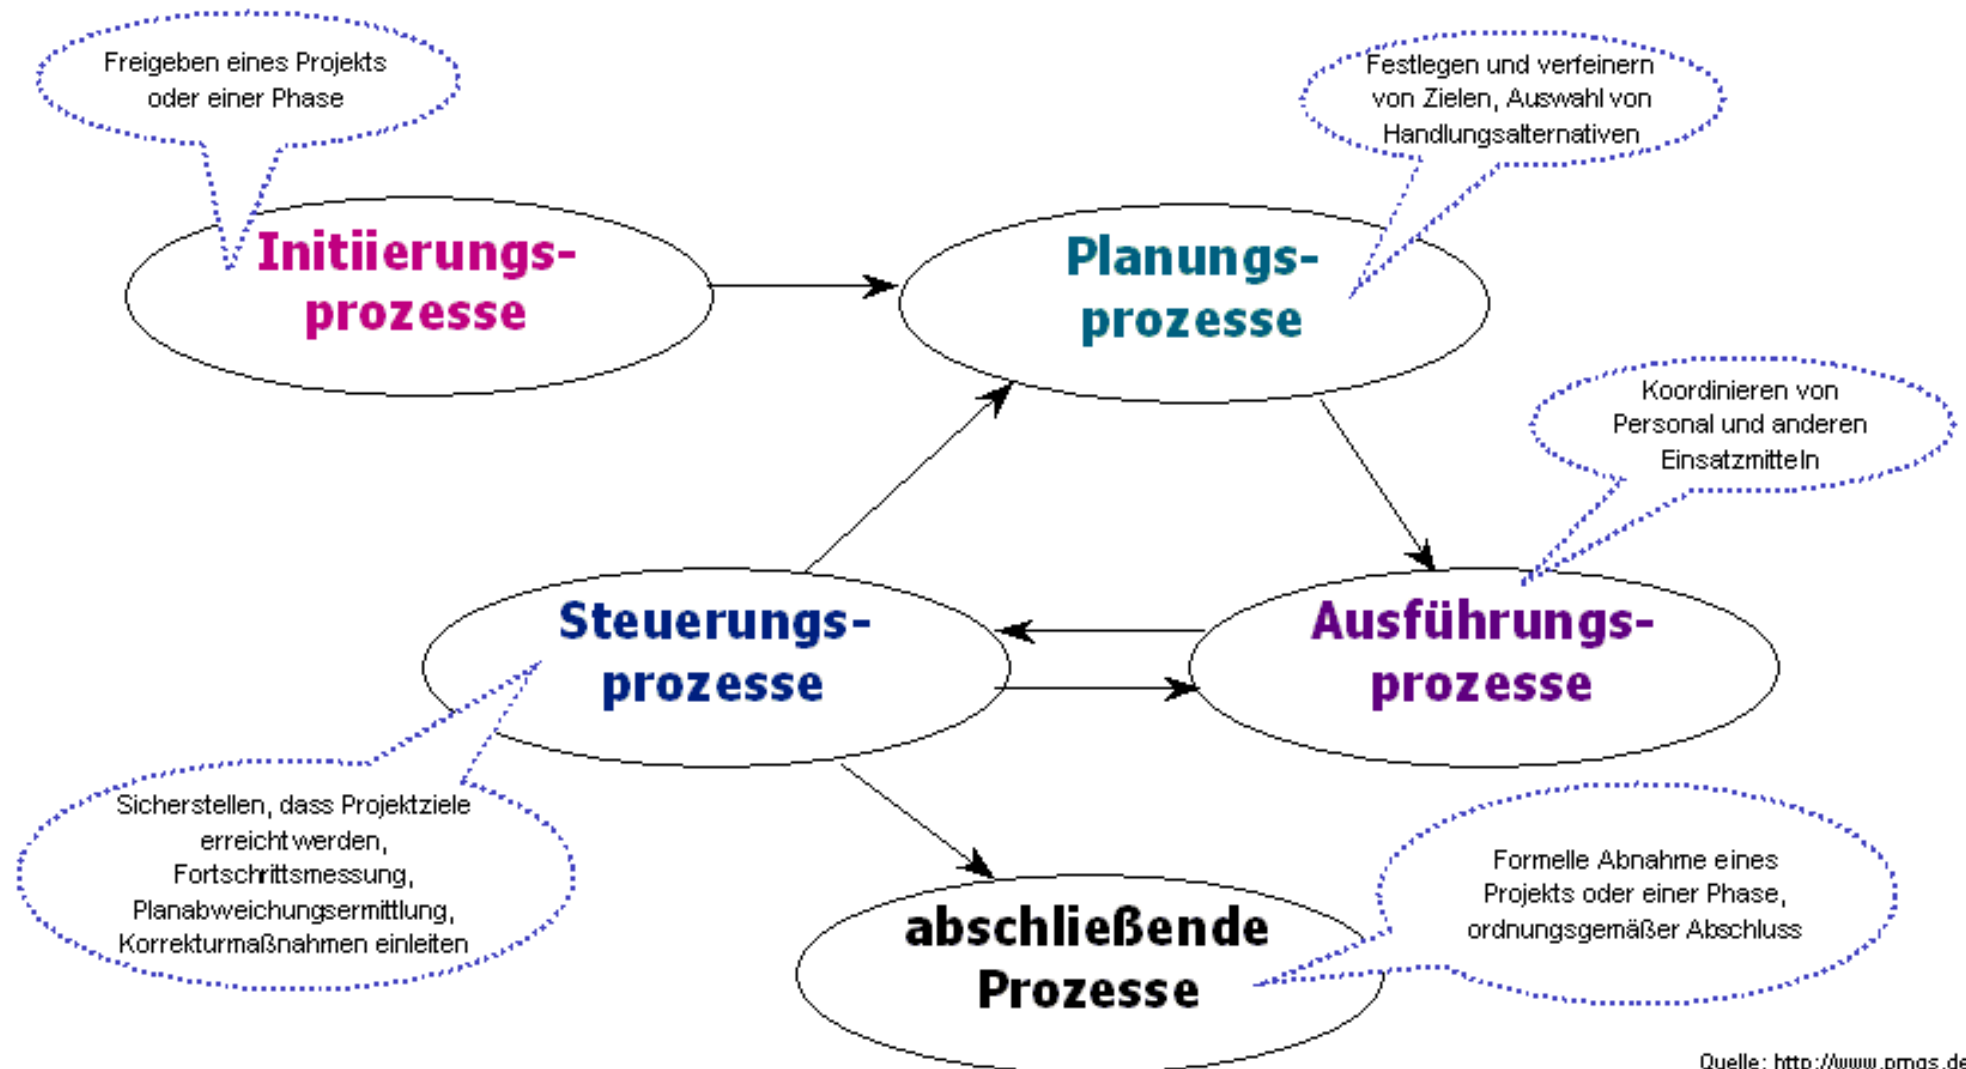 Freigeben eines Projekts
oder einer Phase
Festlegen und verfeinern
von Zielen, Auswahl von
Handlungsalternativen
Initiierungs-
prozesse
Planungs-
prozesse
Koordinieren von
Personal und anderen
Einsatzmitteln
Steuerungs-
prozesse
Ausführungs-
prozesse
Sicherstellen, dass Projektziele
erreicht werden,
Fortschrittsmessung,
Planabweichungsermittlung,
Korrekturmaßnahmen einleiten
Formelle Abnahme eines
Projekts oder einer Phase,
ordnungsgemäßer Abschluss
abschließende
Prozesse
Quelle: http://www.pmqs.de